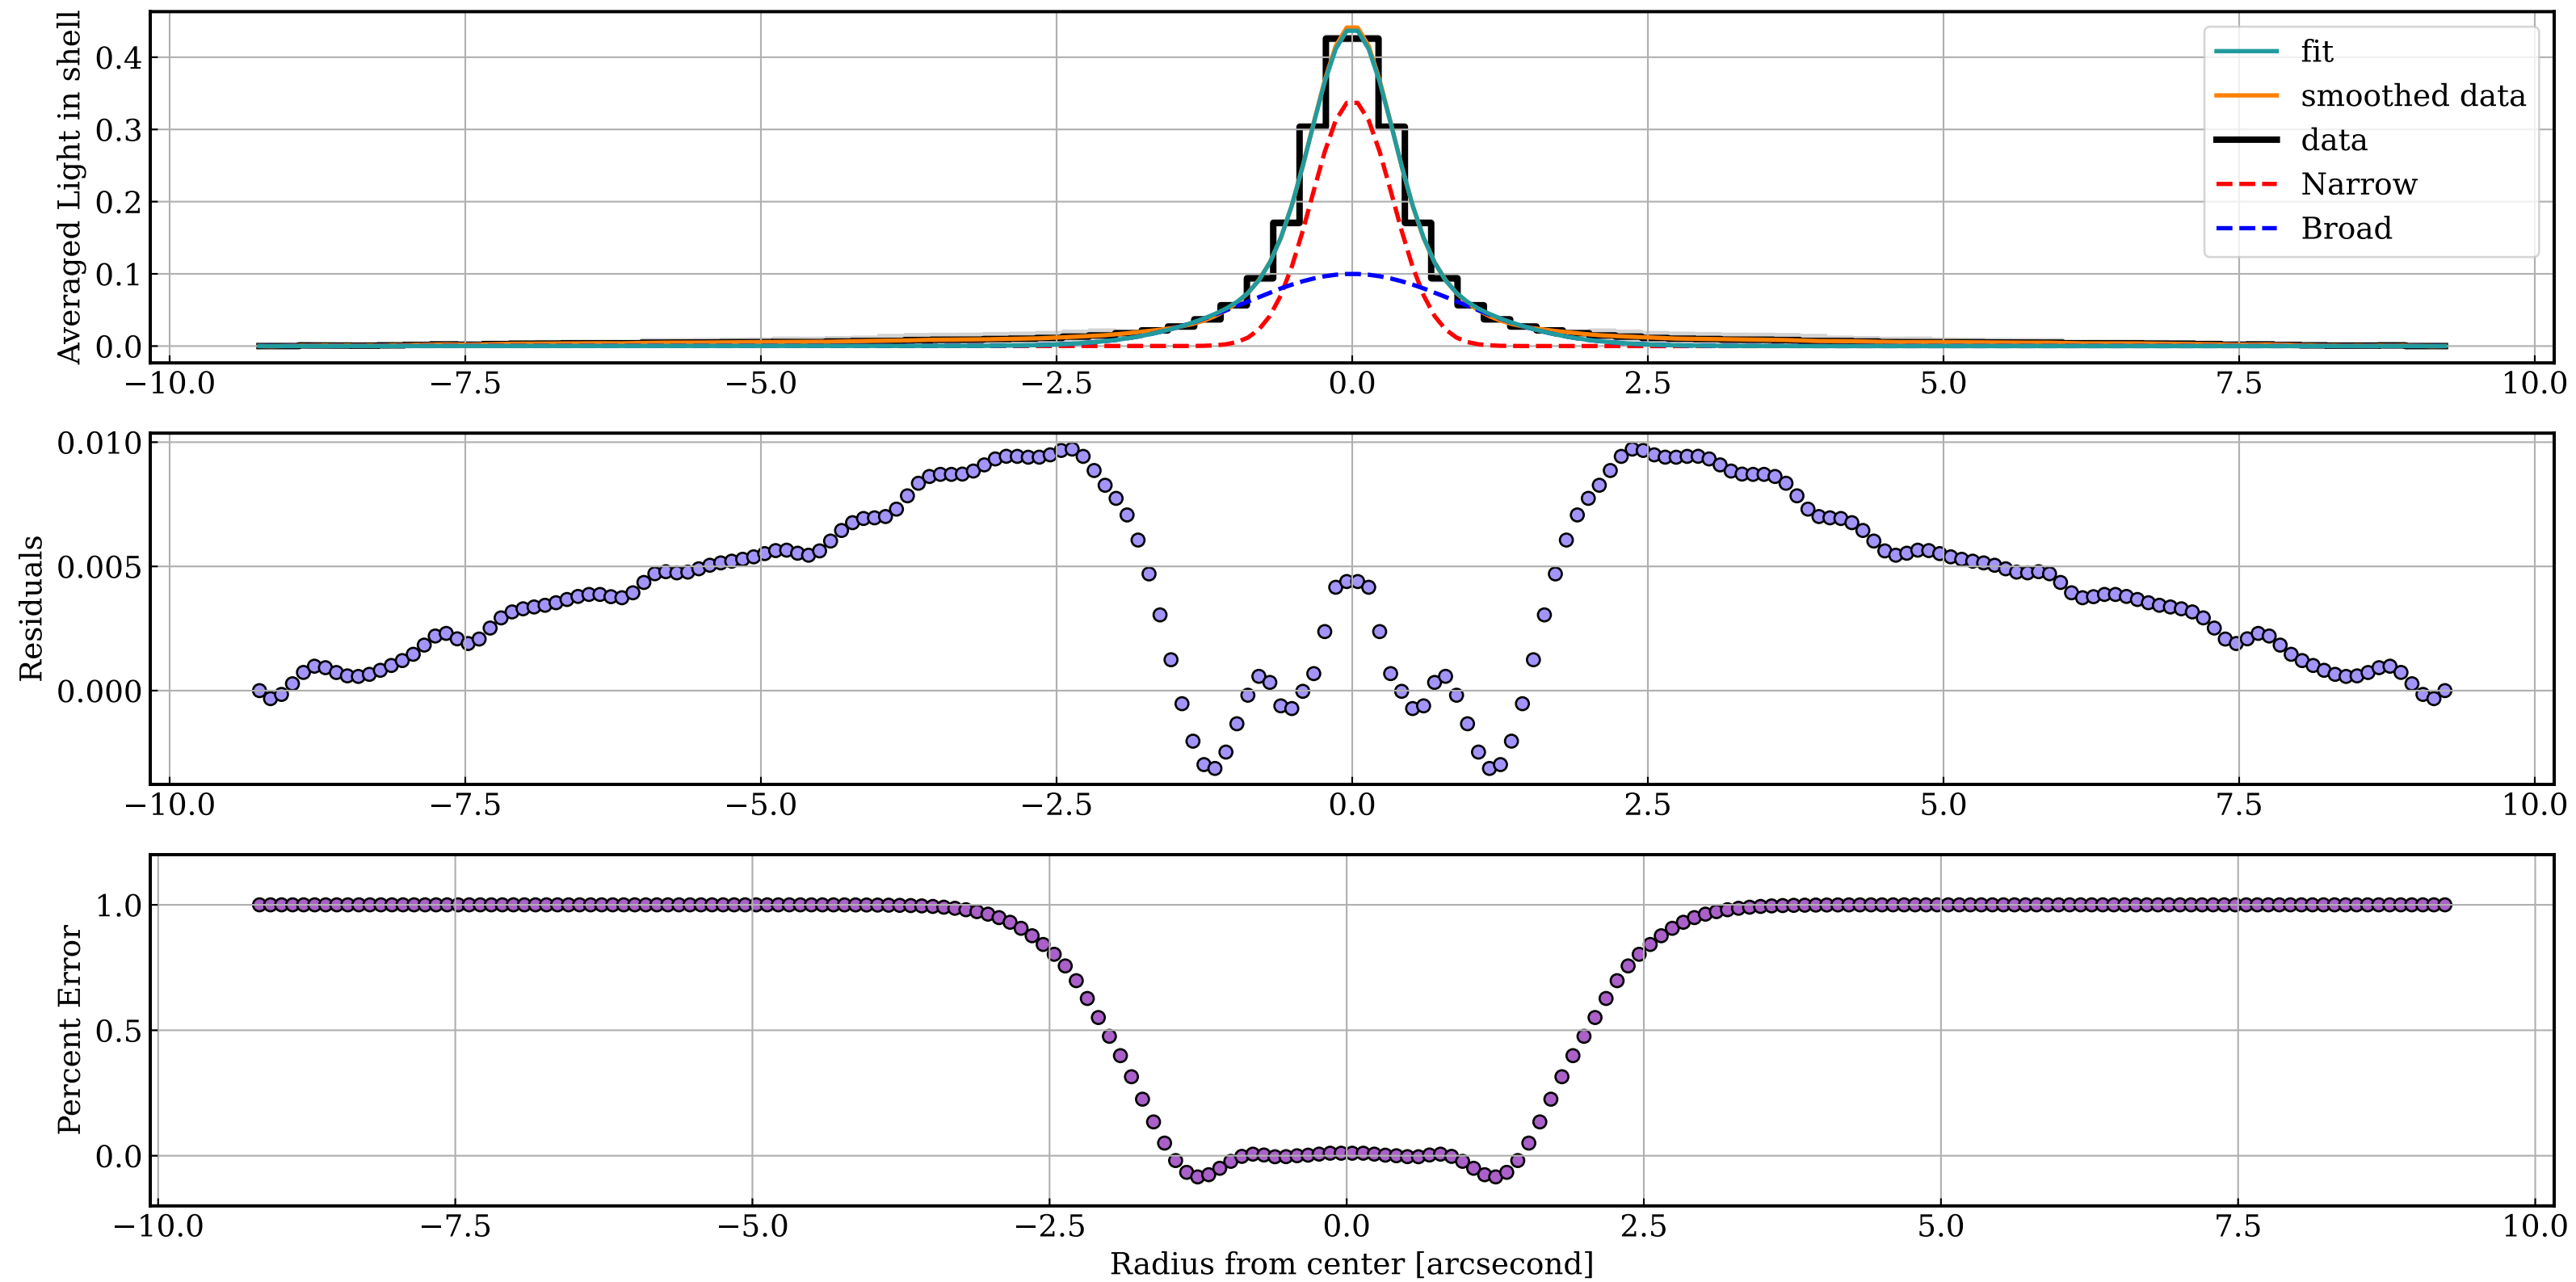 Averaged Light in shell
0.4
0.3
0.2
0.1
0.0
fit
smoothed data
data
Narrow
Broad
−10.0 −7.5 −5.0 −2.5 0.0 2.5 5.0 7.5 10.0
Residuals
0.010
0.005
0.000
−10.0 −7.5 −5.0 −2.5 0.0 2.5 5.0 7.5 10.0
Percent Error
1.0
0.5
0.0
−10.0 −7.5 −5.0 −2.5 0.0 2.5 5.0 7.5 10.0
Radius from center [arcsecond]